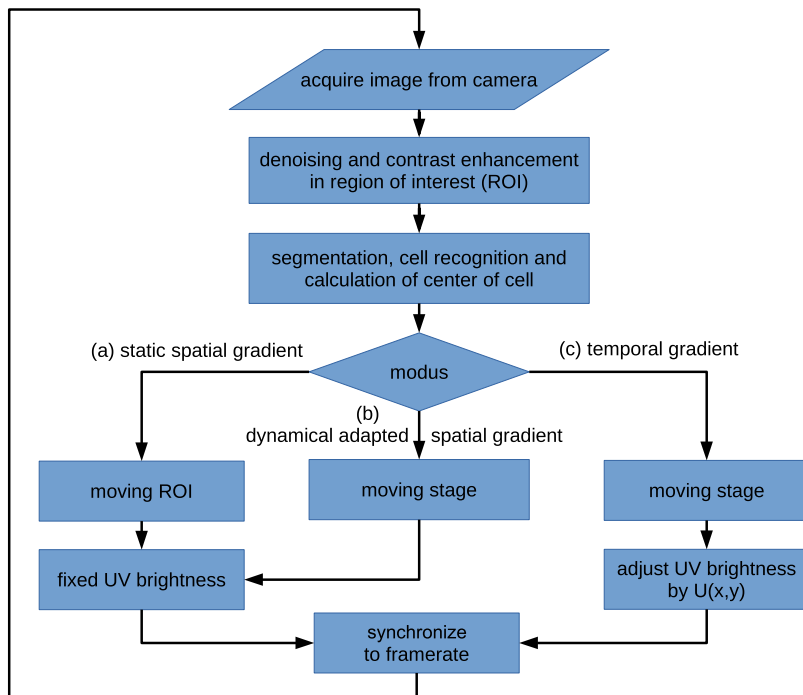 acquire image from camera
denoising and contrast enhancement
in region of interest (ROI)
segmentation, cell recognition and
calculation of center of cell
(a) static spatial gradient
(c) temporal gradient
modus
(b)
dynamical adapted spatial gradient
moving ROI
moving stage
moving stage
fixed UV brightness
adjust UV brightness
by U(x,y)
synchronize
to framerate